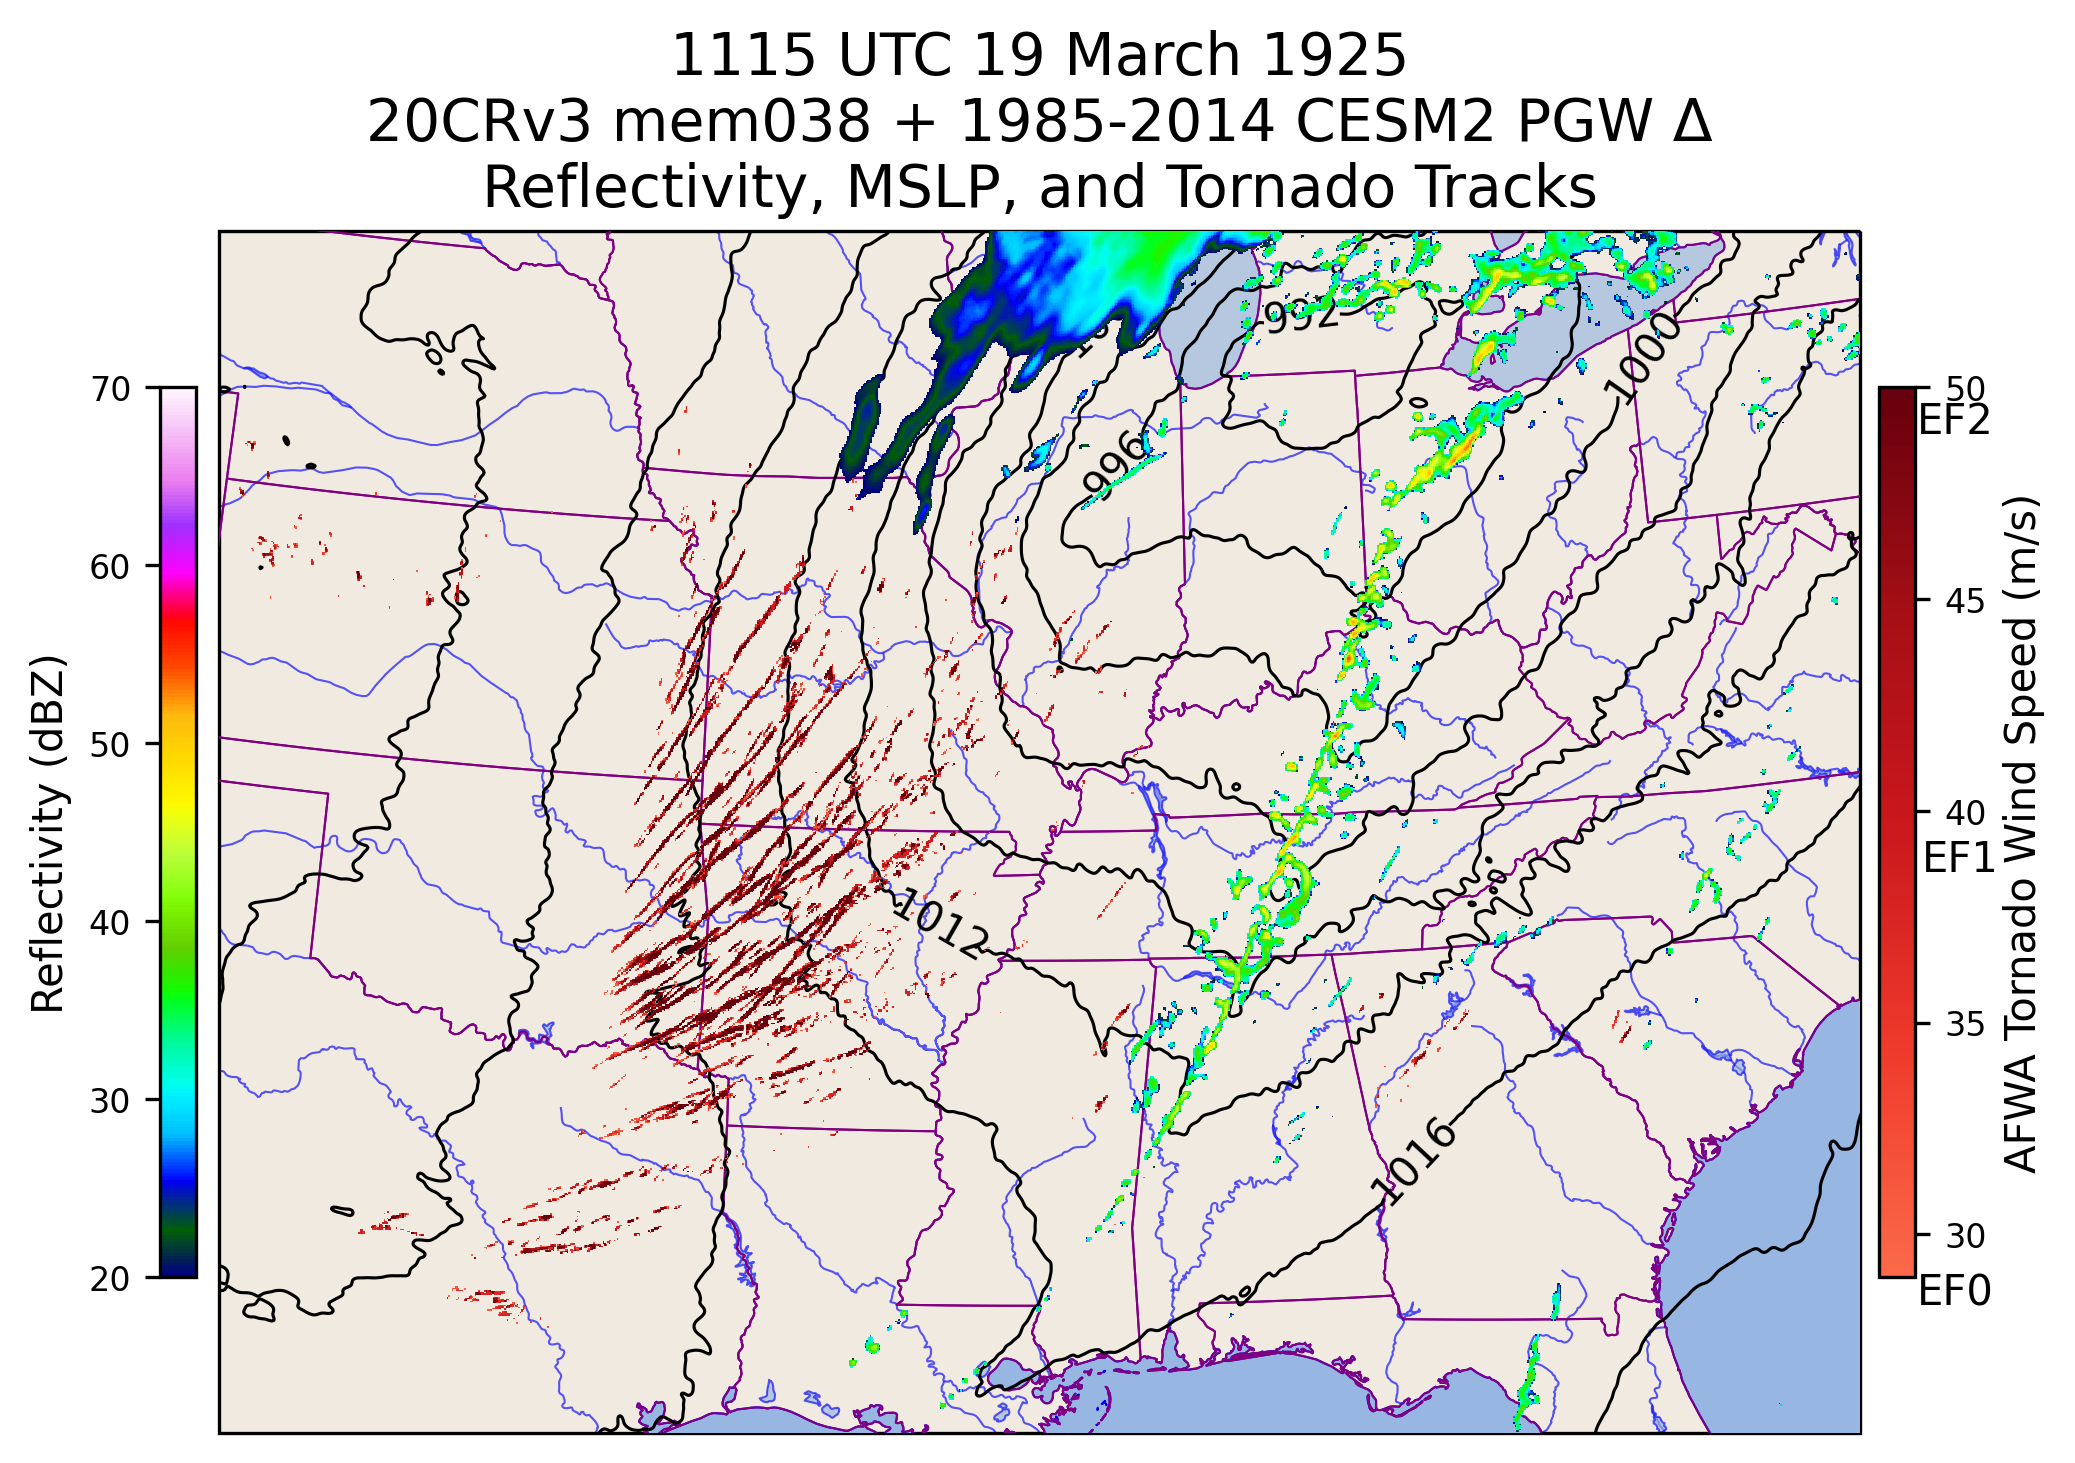 1115 UTC 19 March 1925
20CRv3 mem038 + 1985-2014 CESM2 PGW Δ
Reflectivity, MSLP, and Tornado Tracks
Reflectivity (dBZ)
70
60
50
40
30
20
992
1000
996
1012
1016
50
EF2
45
40
EF1
35
30
EF0
AFWA Tornado Wind Speed (m/s)